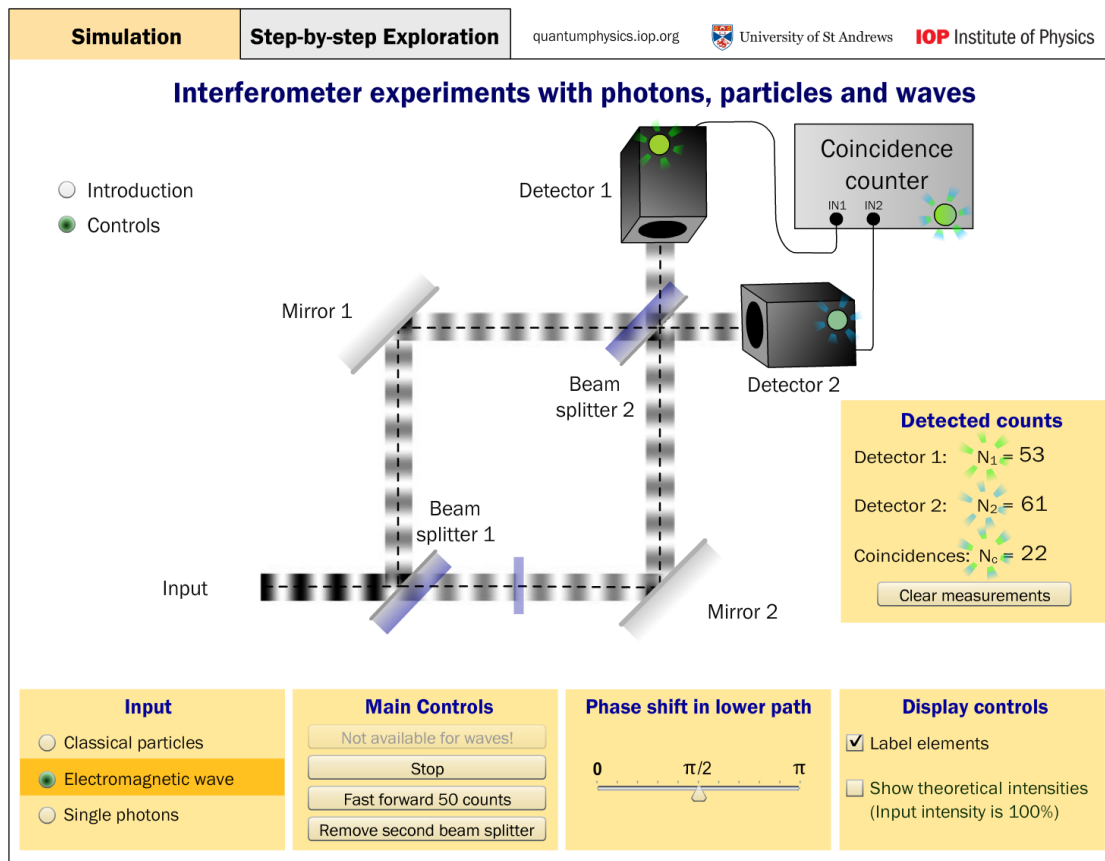 Simulation
Step-by-step Exploration
quantumphysics.iop.org
University of St Andrews
IOP Institute of Physics
Interferometer experiments with photons, particles and waves
Introduction
Controls
Detector 1
Coincidence
counter
IN1
IN2
Mirror 1
Beam
splitter 2
Detector 2
Beam
splitter 1
Input
Mirror 2
Detected counts
Detector 1: N₁ = 53
Detector 2: N₂ = 61
Coincidences: Nc = 22
Clear measurements
Input
Classical particles
Electromagnetic wave
Single photons
Main Controls
Not available for waves!
Stop
Fast forward 50 counts
Remove second beam splitter
Phase shift in lower path
0 π/2 π
Display controls
Label elements
Show theoretical intensities
(Input intensity is 100%)